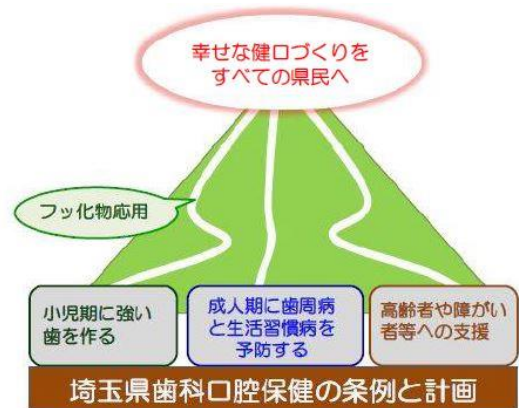 幸せな健口づくりを
すべての県民へ
フッ化物応用
小児期に強い
歯を作る
成人期に歯周病
と生活習慣病を
予防する
高齢者や障がい
者等への支援
埼玉県歯科口腔保健の条例と計画